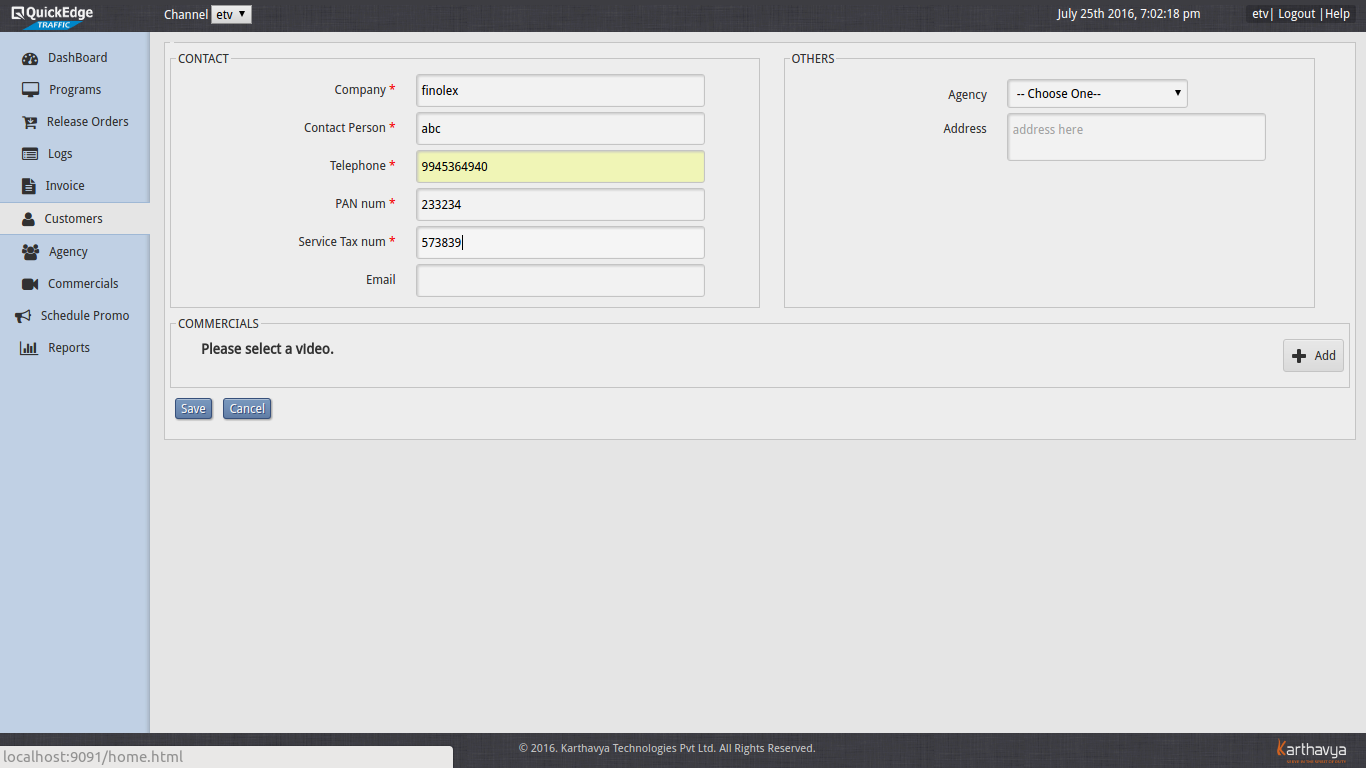 QuickEdge
TRAFFIC
Channel etv
July 25th 2016, 7:02:18 pm
etv| Logout |Help
DashBoard
Programs
Release Orders
Logs
Invoice
Customers
Agency
Commercials
Schedule Promo
Reports
CONTACT
Company * finolex
Contact Person * abc
Telephone * 9945364940
PAN num * 233234
Service Tax num * 573839
Email
OTHERS
Agency -- Choose One--
Address address here
COMMERCIALS
Please select a video.
Add
Save Cancel
localhost:9091/home.html
© 2016. Karthavya Technologies Pvt Ltd. All Rights Reserved.
Karthavya